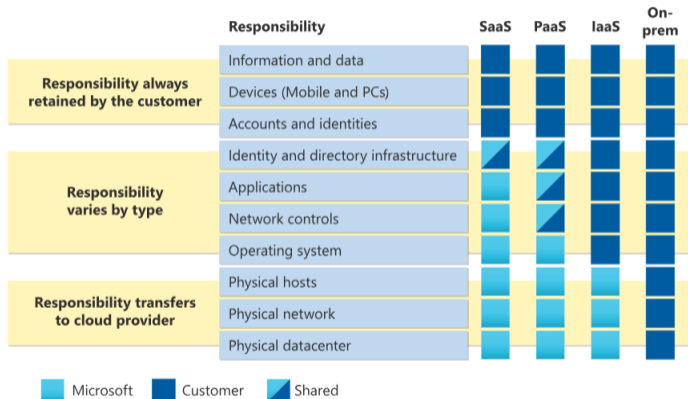 Responsibility
SaaS
PaaS
IaaS
On-
prem
Responsibility always
retained by the customer
Information and data
Devices (Mobile and PCs)
Accounts and identities
Responsibility
varies by type
Identity and directory infrastructure
Applications
Network controls
Operating system
Responsibility transfers
to cloud provider
Physical hosts
Physical network
Physical datacenter
Microsoft
Customer
Shared